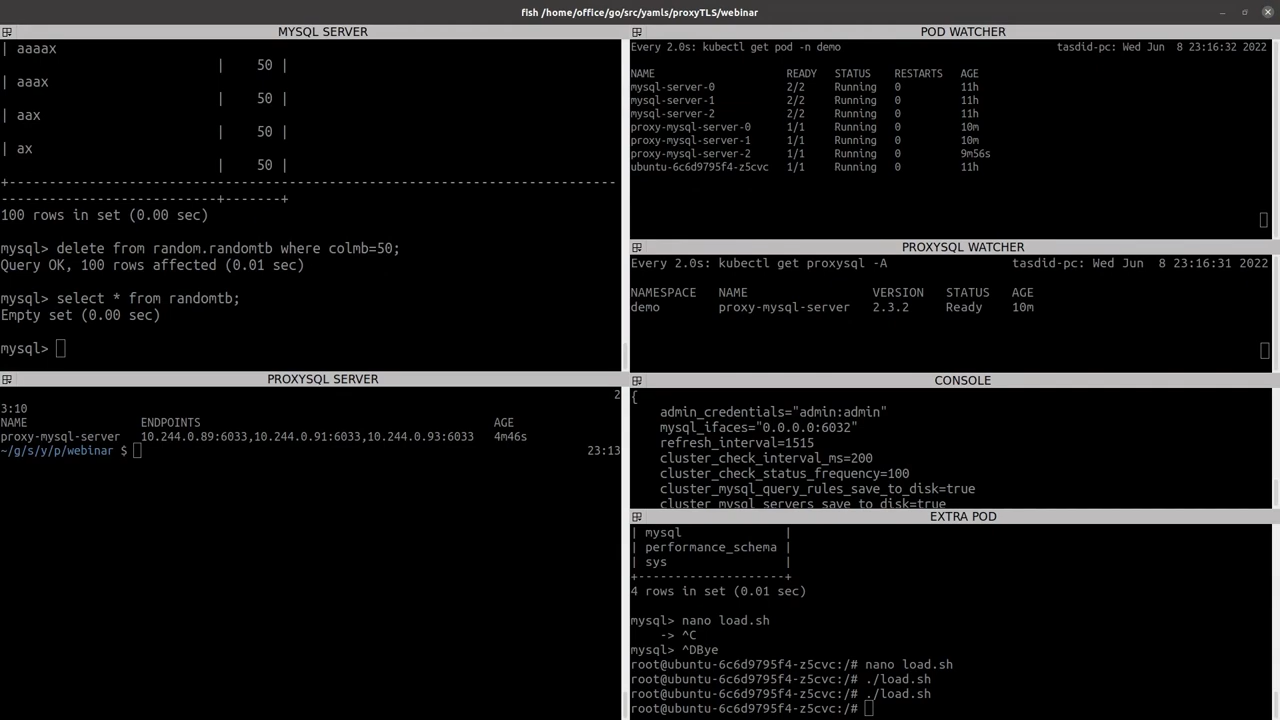 fish /home/office/go/src/yamls/proxyTLS/webinar
MYSQL SERVER
| aaaax
| 50 |
| aaax
| 50 |
| aax
| 50 |
| ax
| 50 |
+-----------------------------------------------------------------------------
---------------------------+-------+
100 rows in set (0.00 sec)
mysql> delete from random.randomtb where colmb=50;
Query OK, 100 rows affected (0.01 sec)
mysql> select * from randomtb;
Empty set (0.00 sec)
mysql>
PROXYSQL SERVER
2
3:10
NAME ENDPOINTS AGE
proxy-mysql-server 10.244.0.89:6033,10.244.0.91:6033,10.244.0.93:6033 4m46s
~/g/s/y/p/webinar $ 23:13
POD WATCHER
Every 2.0s: kubectl get pod -n demo tasdid-pc: Wed Jun 8 23:16:32 2022
NAME READY STATUS RESTARTS AGE
mysql-server-0 2/2 Running 0 11h
mysql-server-1 2/2 Running 0 11h
mysql-server-2 2/2 Running 0 11h
proxy-mysql-server-0 1/1 Running 0 10m
proxy-mysql-server-1 1/1 Running 0 10m
proxy-mysql-server-2 1/1 Running 0 9m56s
ubuntu-6c6d9795f4-z5cvc 1/1 Running 0 11h
PROXYSQL WATCHER
Every 2.0s: kubectl get proxysql -A tasdid-pc: Wed Jun 8 23:16:31 2022
NAMESPACE NAME VERSION STATUS AGE
demo proxy-mysql-server 2.3.2 Ready 10m
CONSOLE
{
admin_credentials="admin:admin"
mysql_ifaces="0.0.0.0:6032"
refresh_interval=1515
cluster_check_interval_ms=200
cluster_check_status_frequency=100
cluster_mysql_query_rules_save_to_disk=true
cluster_mysql_servers_save_to_disk=true
EXTRA POD
| mysql |
| performance_schema |
| sys |
+--------------------+
4 rows in set (0.01 sec)
mysql> nano load.sh
-> ^C
mysql> ^DBye
root@ubuntu-6c6d9795f4-z5cvc:/# nano load.sh
root@ubuntu-6c6d9795f4-z5cvc:/# ./load.sh
root@ubuntu-6c6d9795f4-z5cvc:/# ./load.sh
root@ubuntu-6c6d9795f4-z5cvc:/#